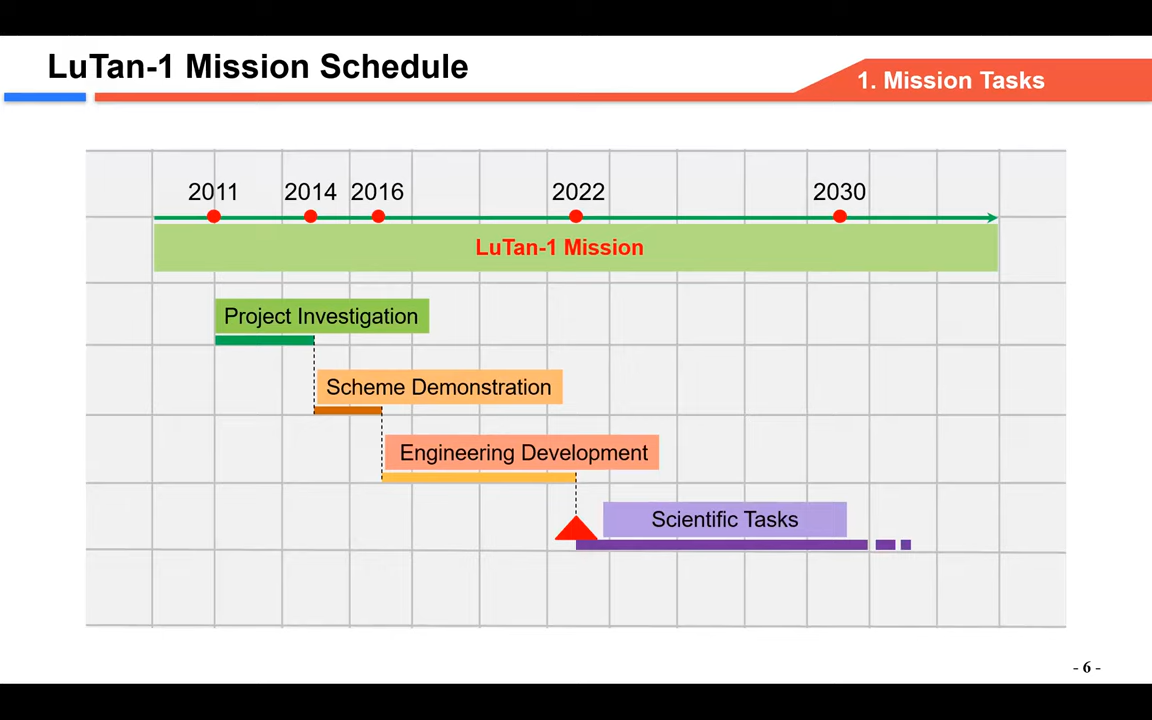 LuTan-1 Mission Schedule
1. Mission Tasks
2011 2014 2016 2022 2030
LuTan-1 Mission
Project Investigation
Scheme Demonstration
Engineering Development
Scientific Tasks
- 6 -